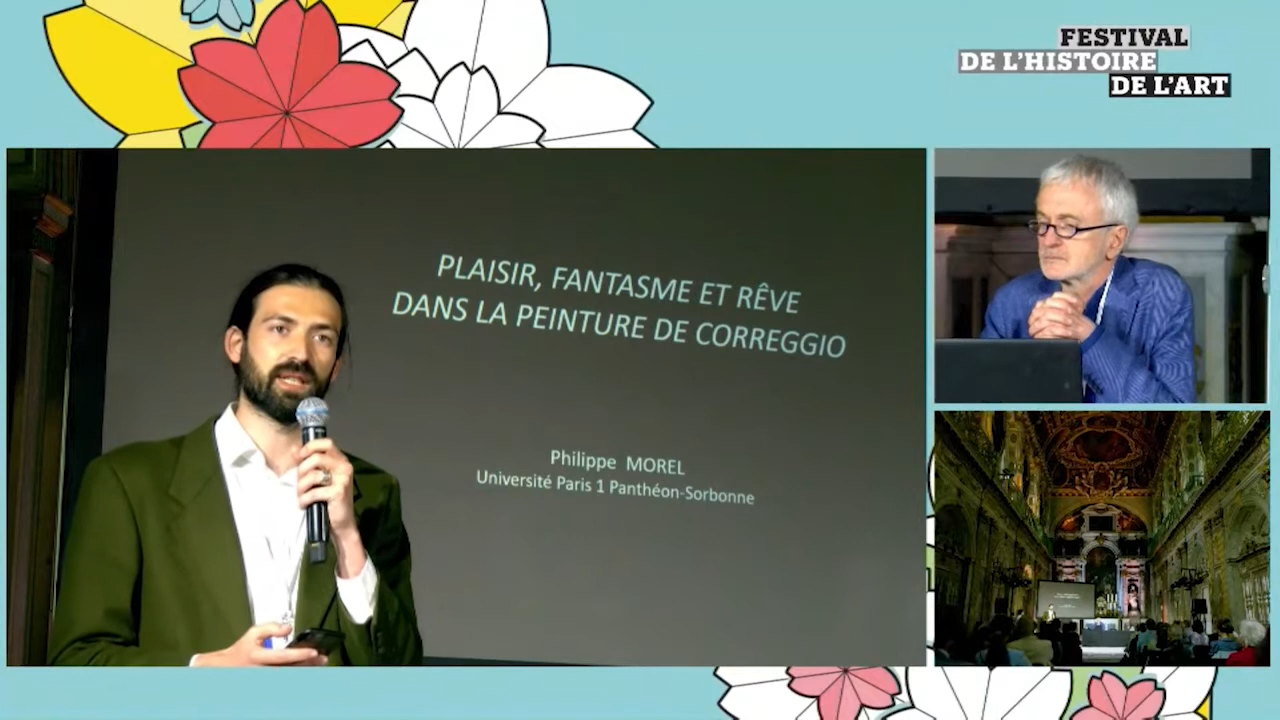 FESTIVAL
DE L'HISTOIRE
DE L'ART
PLAISIR, FANTASME ET RÊVE
DANS LA PEINTURE DE CORREGGIO
Philippe MOREL
Université Paris 1 Panthéon-Sorbonne